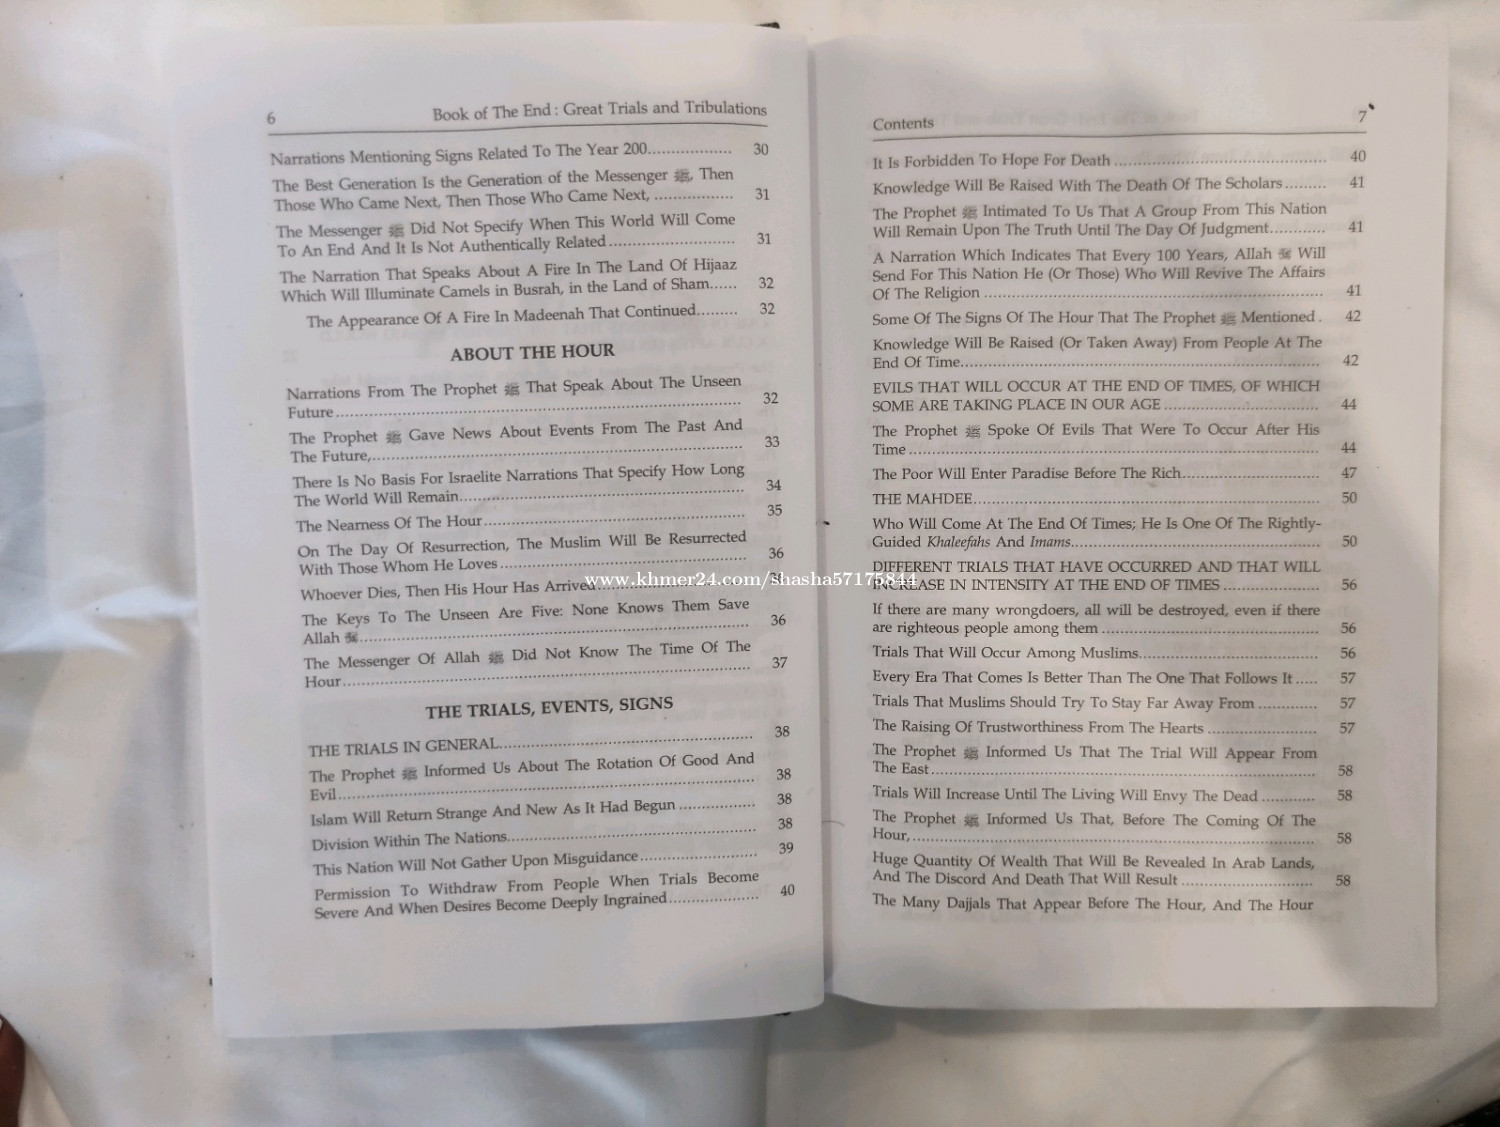 6 Book of The End : Great Trials and Tribulations
Narrations Mentioning Signs Related To The Year 200.................. 30
The Best Generation Is the Generation of the Messenger ﷺ, Then
Those Who Came Next, Then Those Who Came Next, ................. 31
The Messenger ﷺ Did Not Specify When This World Will Come
To An End And It Is Not Authentically Related........................... 31
The Narration That Speaks About A Fire In The Land Of Hijaaz
Which Will Illuminate Camels in Busrah, in the Land of Sham...... 32
The Appearance Of A Fire In Madeenah That Continued......... 32
ABOUT THE HOUR
Narrations From The Prophet ﷺ That Speak About The Unseen
Future.................................................................................... 32
The Prophet ﷺ Gave News About Events From The Past And
The Future,............................................................................. 33
There Is No Basis For Israelite Narrations That Specify How Long
The World Will Remain............................................................ 34
The Nearness Of The Hour....................................................... 35
On The Day Of Resurrection, The Muslim Will Be Resurrected
With Those Whom He Loves.................................................... 36
Whoever Dies, Then His Hour Has Arrived................................
The Keys To The Unseen Are Five: None Knows Them Save
Allah ﷻ................................................................................. 36
The Messenger Of Allah ﷺ Did Not Know The Time Of The
Hour...................................................................................... 37
THE TRIALS, EVENTS, SIGNS
THE TRIALS IN GENERAL...................................................... 38
The Prophet ﷺ Informed Us About The Rotation Of Good And
Evil........................................................................................ 38
Islam Will Return Strange And New As It Had Begun ................ 38
Division Within The Nations.................................................... 38
This Nation Will Not Gather Upon Misguidance......................... 39
Permission To Withdraw From People When Trials Become
Severe And When Desires Become Deeply Ingrained................... 40
Contents 7
It Is Forbidden To Hope For Death ............................................ 40
Knowledge Will Be Raised With The Death Of The Scholars......... 41
The Prophet ﷺ Intimated To Us That A Group From This Nation
Will Remain Upon The Truth Until The Day Of Judgment............ 41
A Narration Which Indicates That Every 100 Years, Allah ﷻ Will
Send For This Nation He (Or Those) Who Will Revive The Affairs
Of The Religion ...................................................................... 41
Some Of The Signs Of The Hour That The Prophet ﷺ Mentioned . 42
Knowledge Will Be Raised (Or Taken Away) From People At The
End Of Time........................................................................... 42
EVILS THAT WILL OCCUR AT THE END OF TIMES, OF WHICH
SOME ARE TAKING PLACE IN OUR AGE ................................ 44
The Prophet ﷺ Spoke Of Evils That Were To Occur After His
Time ..................................................................................... 44
The Poor Will Enter Paradise Before The Rich............................ 47
THE MAHDEE........................................................................ 50
Who Will Come At The End Of Times; He Is One Of The Rightly-
Guided Khaleefahs And Imams.................................................... 50
DIFFERENT TRIALS THAT HAVE OCCURRED AND THAT WILL
INCREASE IN INTENSITY AT THE END OF TIMES .................... 56
If there are many wrongdoers, all will be destroyed, even if there
are righteous people among them .............................................. 56
Trials That Will Occur Among Muslims..................................... 56
Every Era That Comes Is Better Than The One That Follows It ..... 57
Trials That Muslims Should Try To Stay Far Away From ............. 57
The Raising Of Trustworthiness From The Hearts ....................... 57
The Prophet ﷺ Informed Us That The Trial Will Appear From
The East................................................................................. 58
Trials Will Increase Until The Living Will Envy The Dead ............ 58
The Prophet ﷺ Informed Us That, Before The Coming Of The
Hour,..................................................................................... 58
Huge Quantity Of Wealth That Will Be Revealed In Arab Lands,
And The Discord And Death That Will Result ............................ 58
The Many Dajjals That Appear Before The Hour, And The Hour
www.khmer24.com/shasha57175844